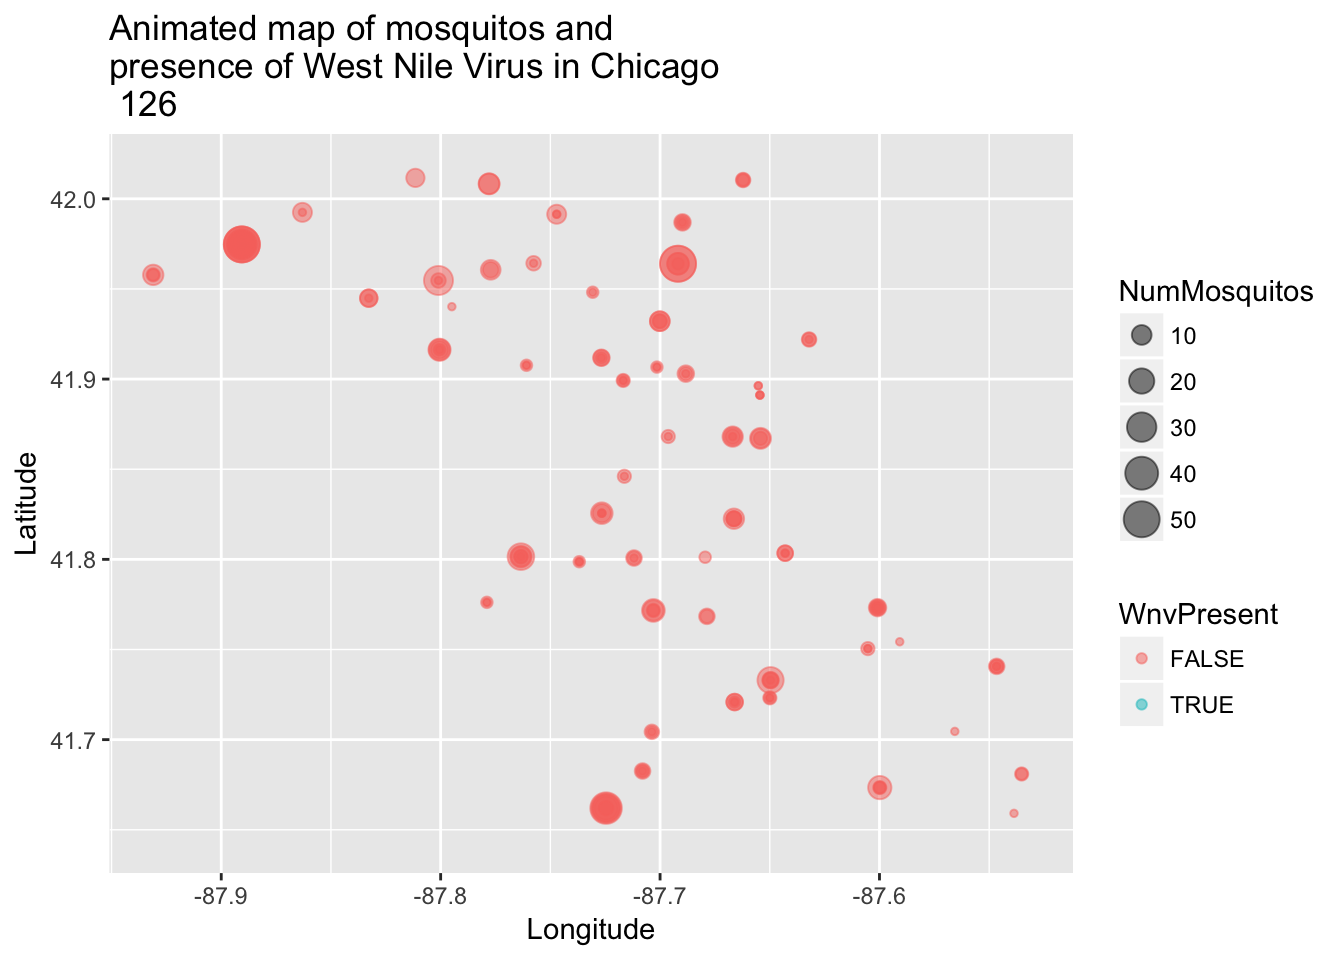 Animated map of mosquitos and
presence of West Nile Virus in Chicago
126
42.0
41.9
41.8
41.7
Latitude
-87.9
-87.8
-87.7
-87.6
Longitude
NumMosquitos
10
20
30
40
50
WnvPresent
FALSE
TRUE